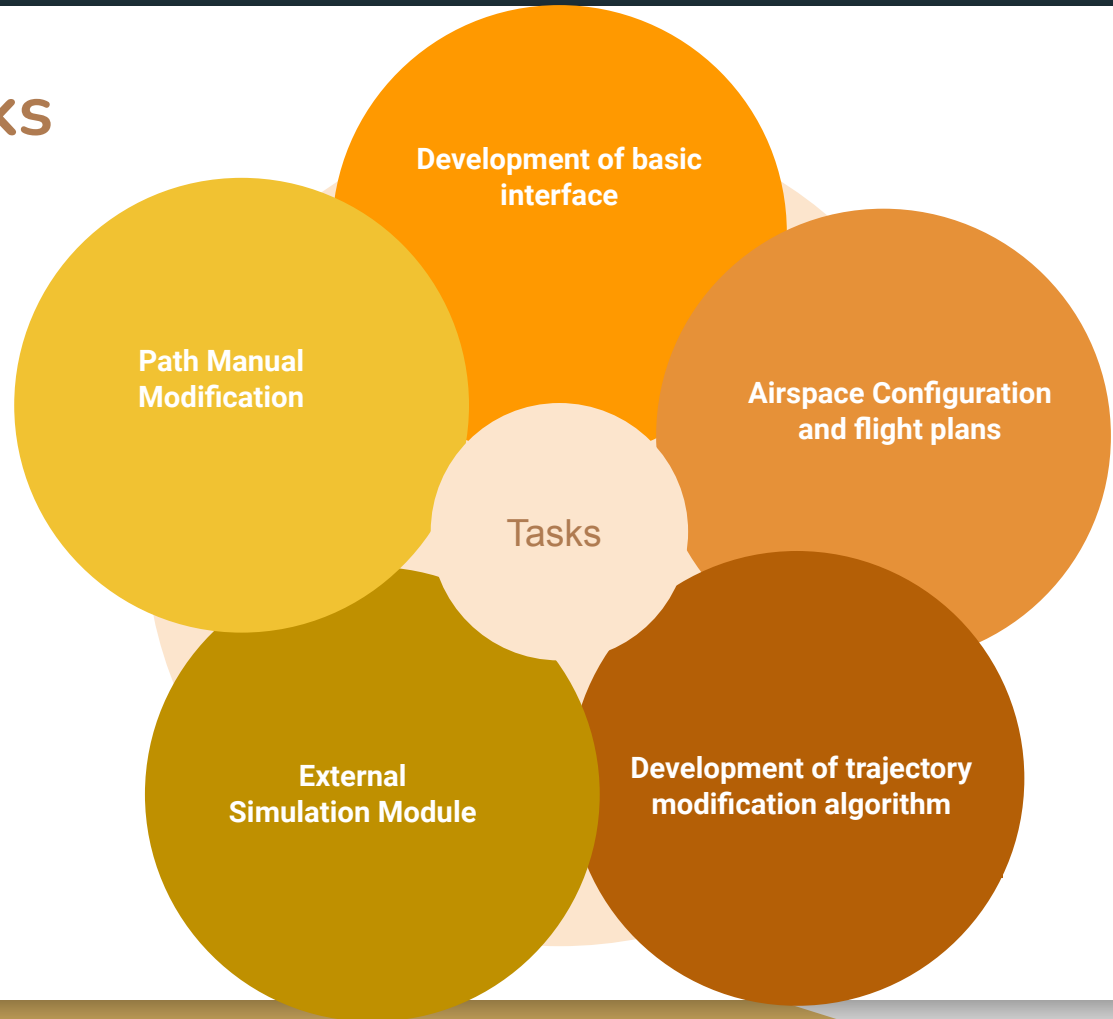 ks
Development of basic
interface
Path Manual
Modification
Airspace Configuration
and flight plans
Tasks
External
Simulation Module
Development of trajectory
modification algorithm